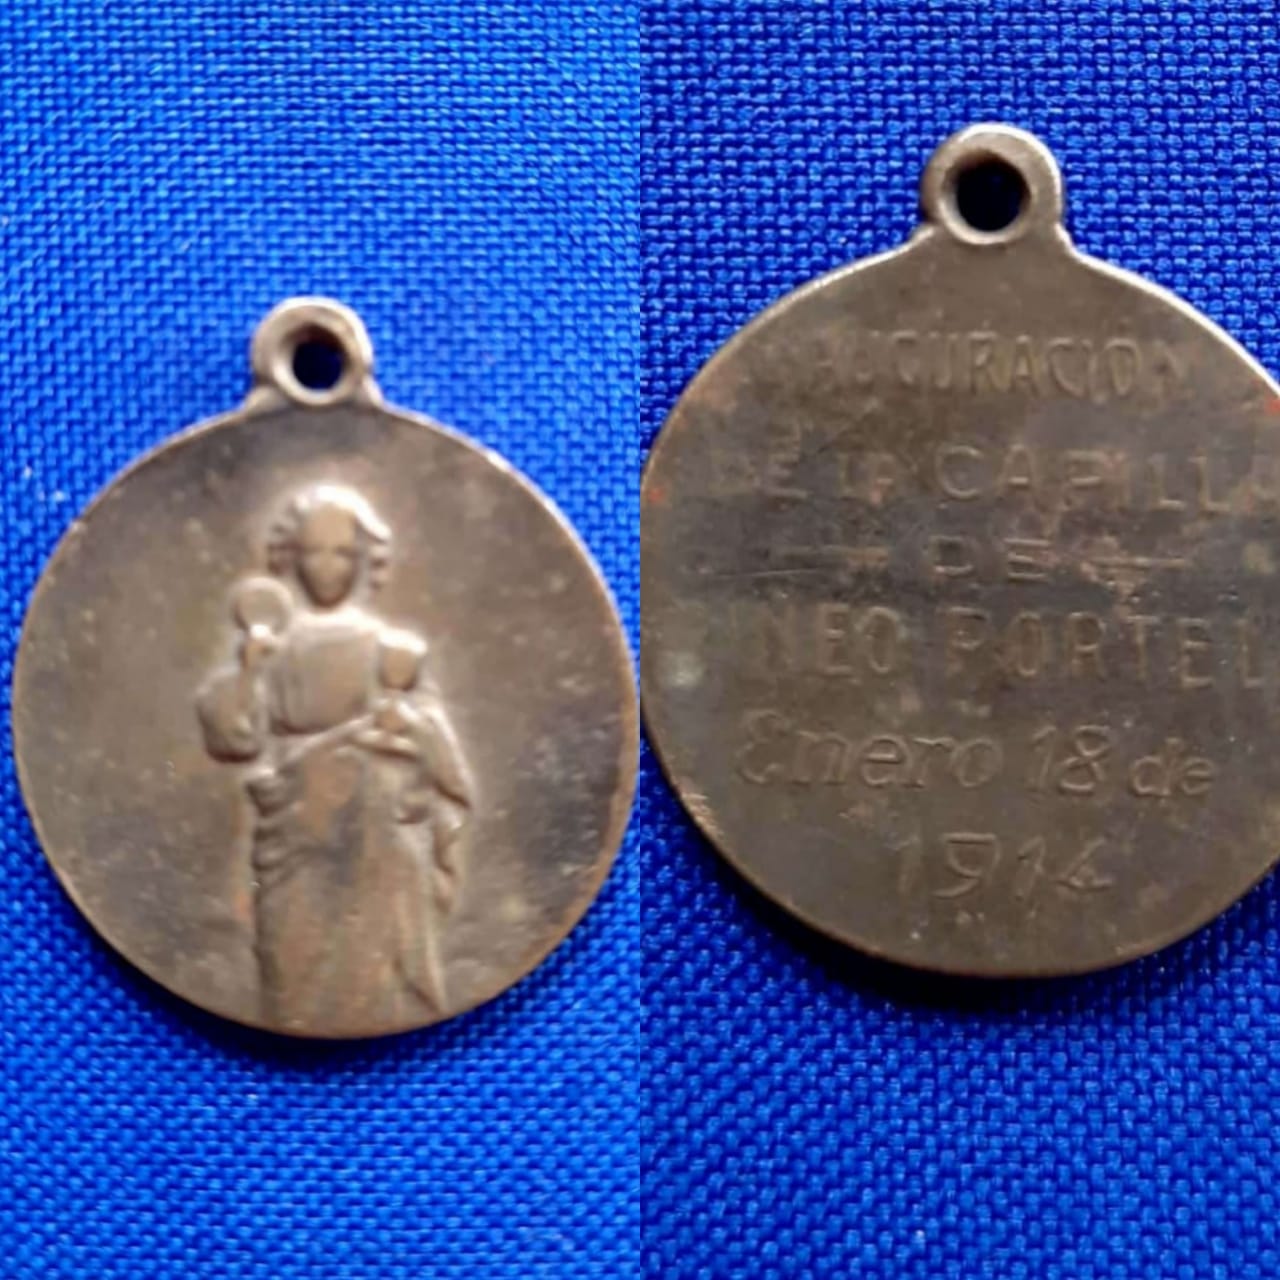 INAUGURACION
DE LA CAPILLA
DE
NEO PORTEL
Enero 18 de
1914